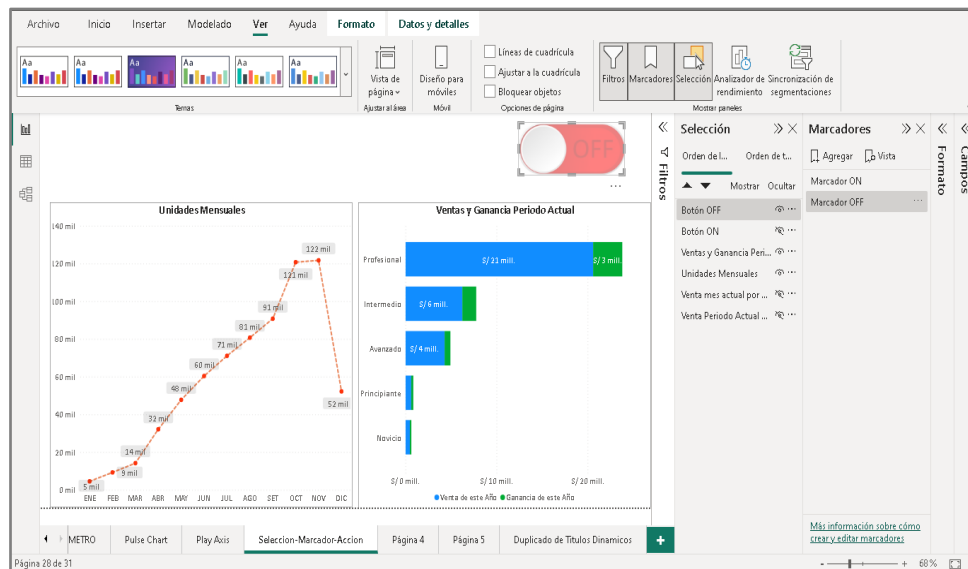 Archivo Inicio Insertar Modelado Ver Ayuda Formato Datos y detalles
Aa Aa Aa Aa Aa
Vista de página
Diseño para móviles
Líneas de cuadrícula
Ajustar a la cuadrícula
Bloquear objetos
Filtros Marcadores Selección Analizador de rendimiento Sincronización de segmentaciones
Temas Ajustar al área Móvil Opciones de página Mostrar paneles
OFF
Filtros
Selección
Orden de l... Orden de t...
Mostrar Ocultar
Botón OFF
Botón ON
Ventas y Ganancia Peri...
Unidades Mensuales
Venta mes actual por ...
Venta Periodo Actual ...
Marcadores
Agregar Vista
Marcador ON
Marcador OFF
Más información sobre cómo
crear y editar marcadores
Formato
Campos
Unidades Mensuales
140 mil
120 mil
100 mil
80 mil
60 mil
40 mil
20 mil
0 mil
5 mil
9 mil
14 mil
32 mil
48 mil
60 mil
71 mil
81 mil
91 mil
121 mil
122 mil
52 mil
ENE FEB MAR ABR MAY JUN JUL AGO SET OCT NOV DIC
Ventas y Ganancia Periodo Actual
Profesional S/ 21 mill. S/ 3 mill.
Intermedio S/ 6 mill.
Avanzado S/ 4 mill.
Principiante
Novicio
S/ 0 mill. S/ 10 mill. S/ 20 mill.
Venta de este Año Ganancia de este Año
METRO Pulse Chart Play Axis Seleccion-Marcador-Accion Página 4 Página 5 Duplicado de Titulos Dinamicos +
Página 28 de 31 - + 68 %